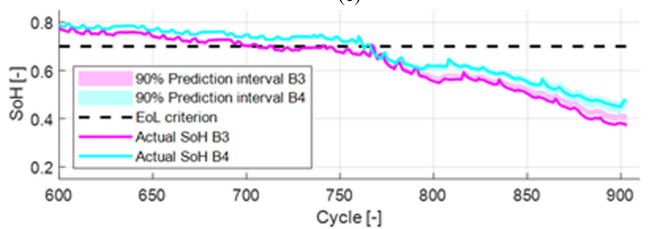 0.8
0.6
0.4
0.2
SoH [-]
90% Prediction interval B3
90% Prediction interval B4
EoL criterion
Actual SoH B3
Actual SoH B4
600 650 700 750 800 850 900
Cycle [-]